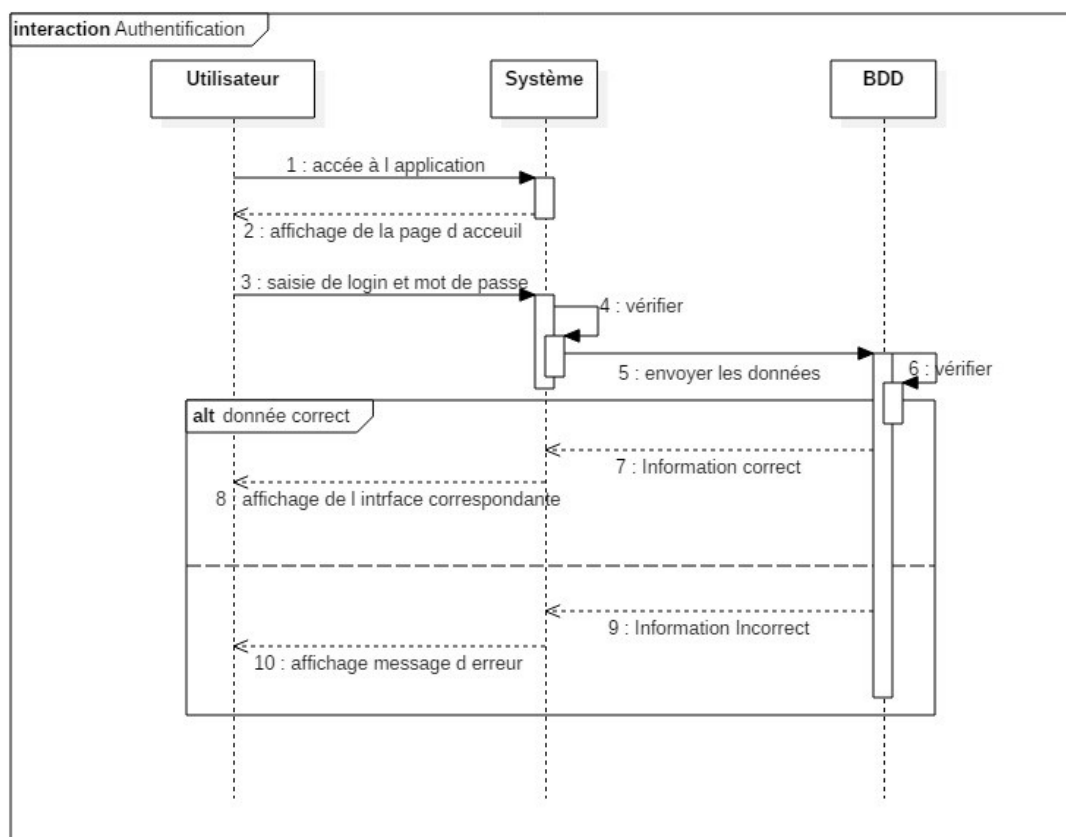 interaction Authentification
Utilisateur
Système
BDD
1 : accée à l application
2 : affichage de la page d acceuil
3 : saisie de login et mot de passe
4 : vérifier
5 : envoyer les données
6 : vérifier
alt donnée correct
7 : Information correct
8 : affichage de l intrface correspondante
9 : Information Incorrect
10 : affichage message d erreur